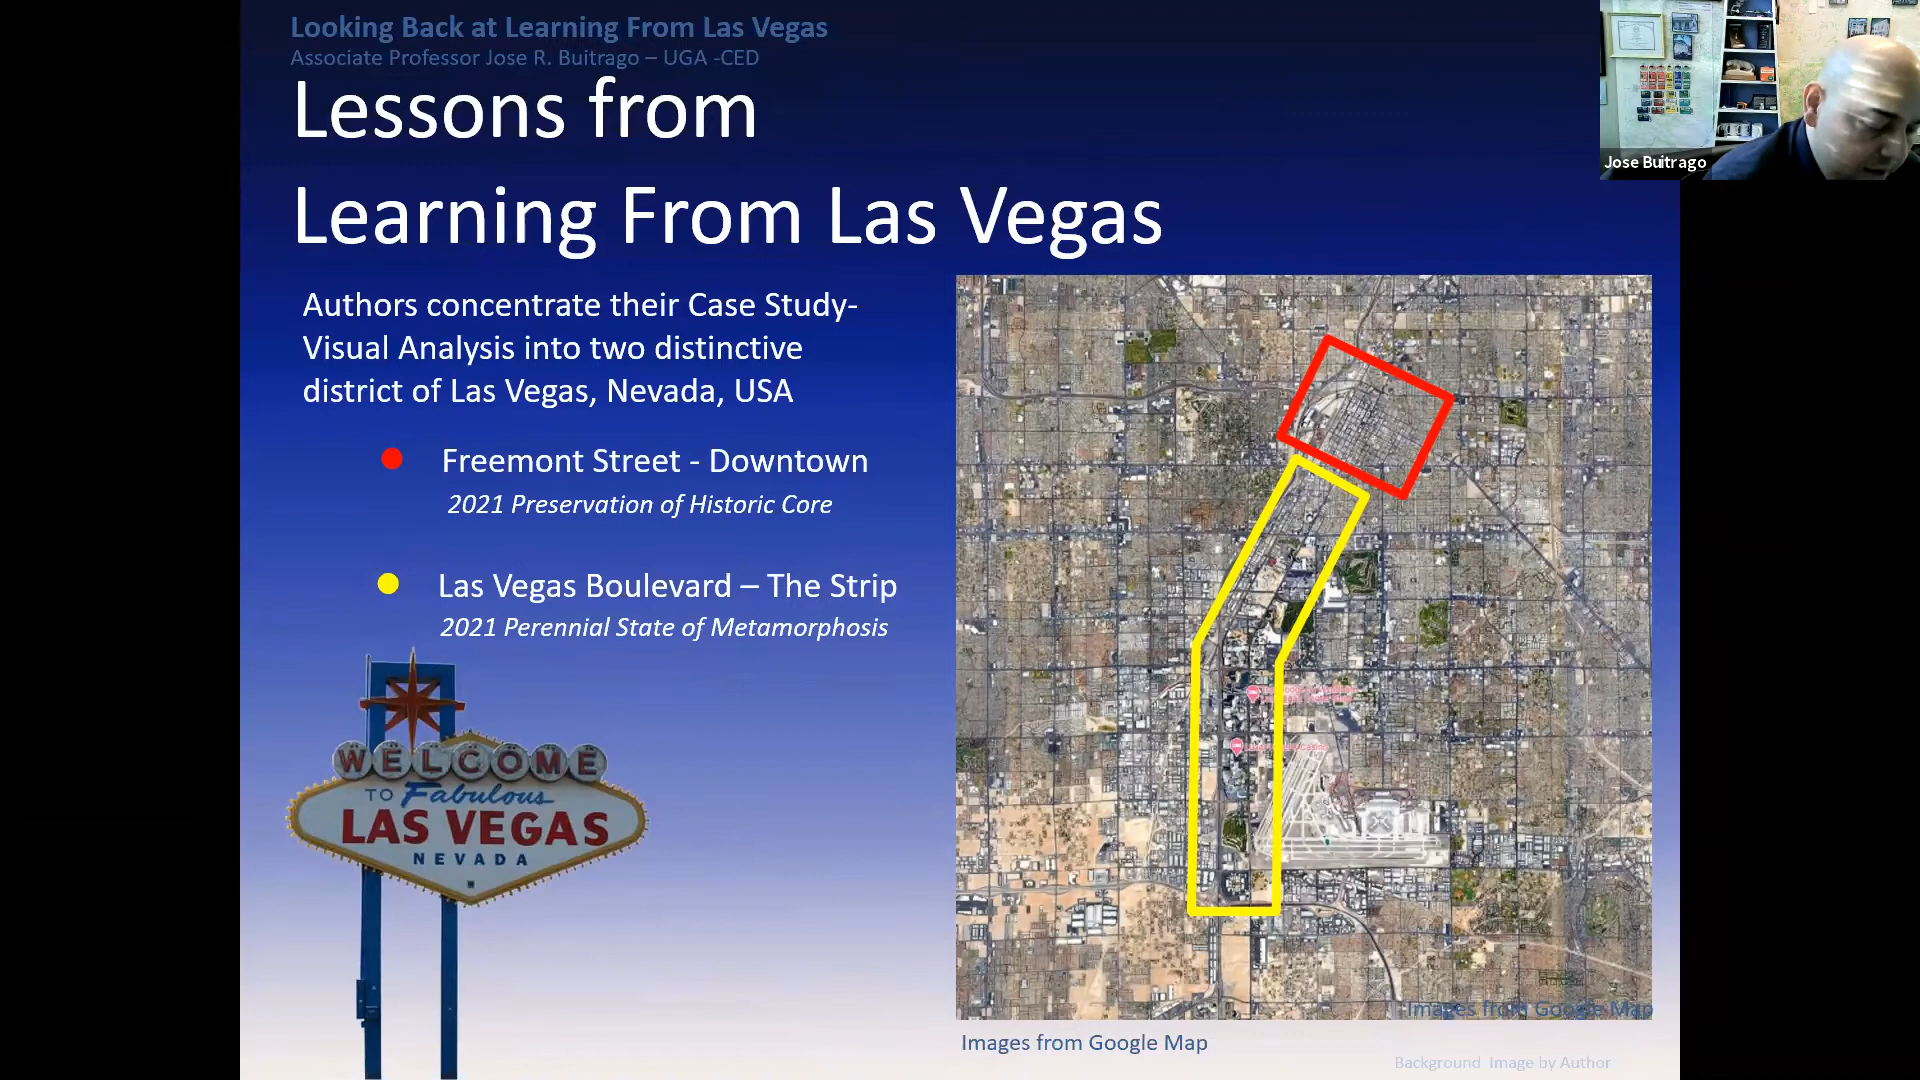 Looking Back at Learning From Las Vegas
Associate Professor Jose R. Buitrago – UGA -CED
Lessons from
Learning From Las Vegas
Jose Buitrago
Authors concentrate their Case Study-
Visual Analysis into two distinctive
district of Las Vegas, Nevada, USA
Freemont Street - Downtown
2021 Preservation of Historic Core
Las Vegas Boulevard – The Strip
2021 Perennial State of Metamorphosis
WELCOME
TO Fabulous
LAS VEGAS
NEVADA
Images from Google Map
Images from Google Map
Background Image by Author